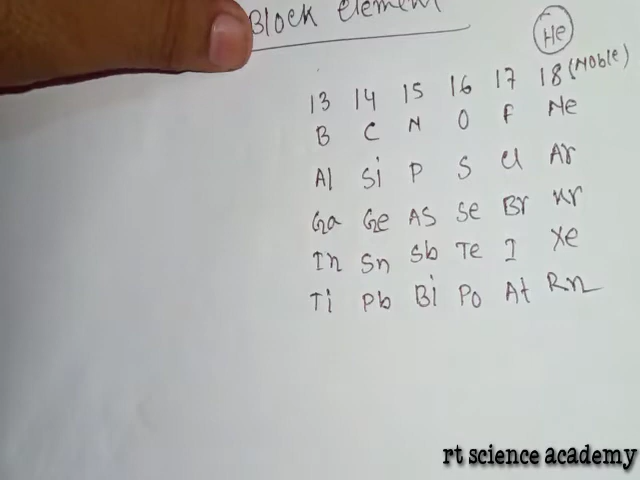 Block element
He
13 14 15 16 17 18 (Noble)
B C N O F Ne
Al Si P S Cl Ar
Ga Ge AS Se Br Kr
In Sn Sb Te I Xe
Ti Pb Bi Po At Rn
rt science academy